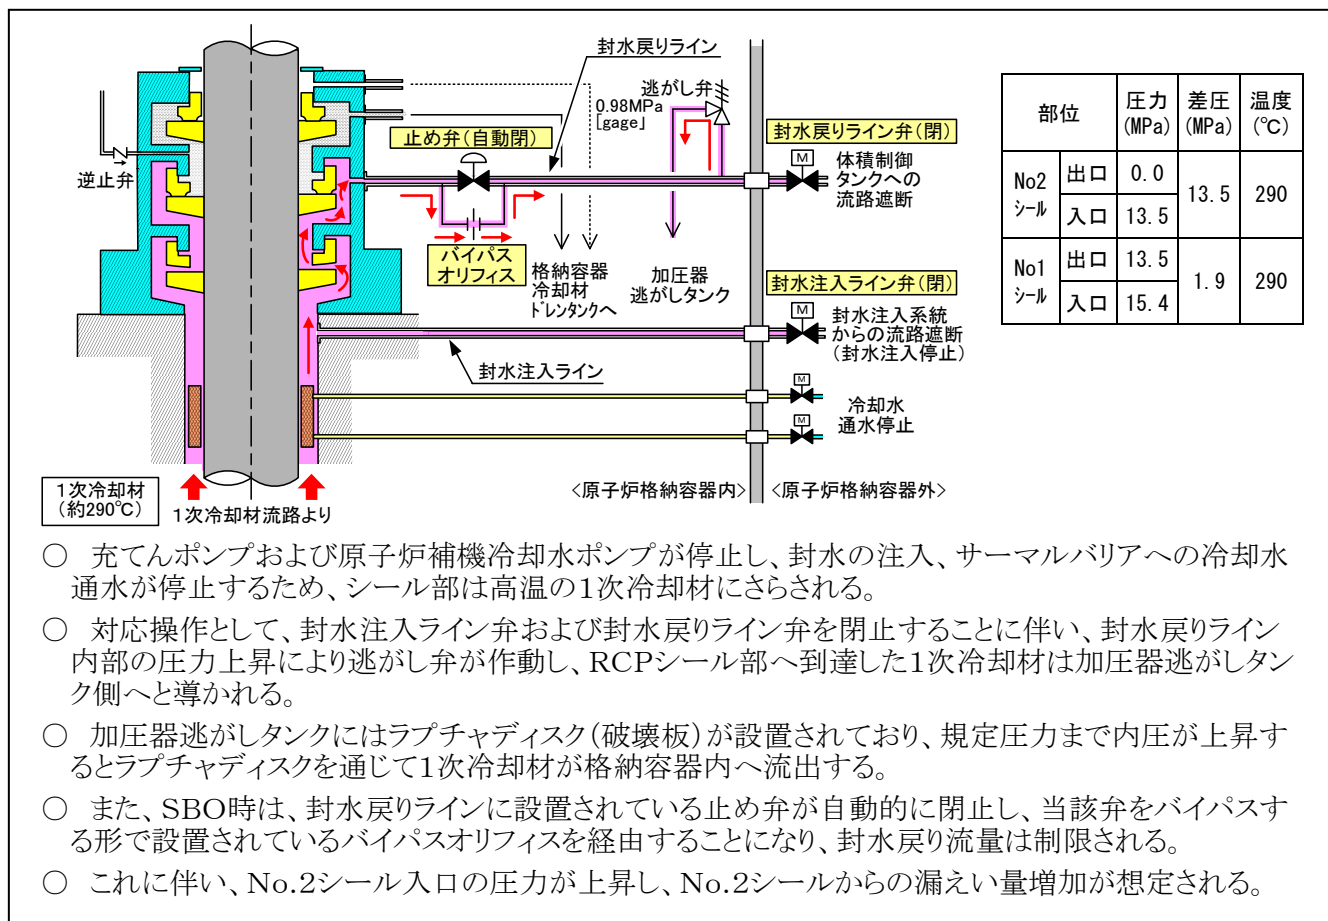 封水戻りライン
逃がし弁
0.98MPa
[gage」
止め弁(自動閉)
封水戻りライン弁(閉)
M
体積制御
タンクへの
流路遮断
逆止弁
バイパス
オリフィス
格納容器
冷却材
ドレンタンクへ
加圧器
逃がしタンク
封水注入ライン弁(閉)
M
封水注入系統
からの流路遮断
(封水注入停止)
封水注入ライン
M
M
冷却水
通水停止
1次冷却材
(約290℃)
1次冷却材流路より
<原子炉格納容器内>
<原子炉格納容器外>
部位 圧力(MPa) 差圧(MPa) 温度(℃)
No2シール 出口 0.0 13.5 290
入口 13.5
No1シール 出口 13.5 1.9 290
入口 15.4
○ 充てんポンプおよび原子炉補機冷却水ポンプが停止し、封水の注入、サーマルバリアへの冷却水
通水が停止するため、シール部は高温の1次冷却材にさらされる。
○ 対応操作として、封水注入ライン弁および封水戻りライン弁を閉止することに伴い、封水戻りライン
内部の圧力上昇により逃がし弁が作動し、RCPシール部へ到達した1次冷却材は加圧器逃がしタン
ク側へと導かれる。
○ 加圧器逃がしタンクにはラプチャディスク(破壊板)が設置されており、規定圧力まで内圧が上昇す
るとラプチャディスクを通じて1次冷却材が格納容器内へ流出する。
○ また、SBO時は、封水戻りラインに設置されている止め弁が自動的に閉止し、当該弁をバイパスす
る形で設置されているバイパスオリフィスを経由することになり、封水戻り流量は制限される。
○ これに伴い、No.2シール入口の圧力が上昇し、No.2シールからの漏えい量増加が想定される。